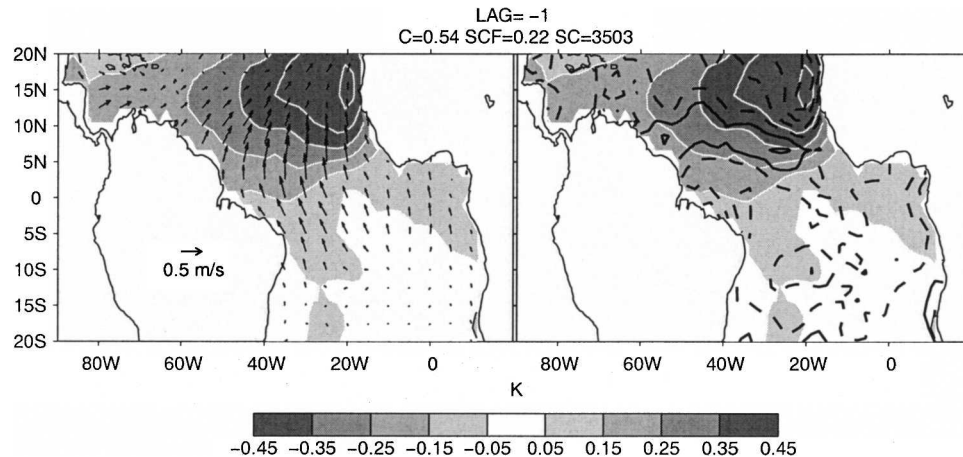 LAG= −1
C=0.54 SCF=0.22 SC=3503
20N
15N
10N
5N
0
5S
10S
15S
20S
0.5 m/s
80W 60W 40W 20W 0 80W 60W 40W 20W 0
K
−0.45 −0.35 −0.25 −0.15 −0.05 0.05 0.15 0.25 0.35 0.45